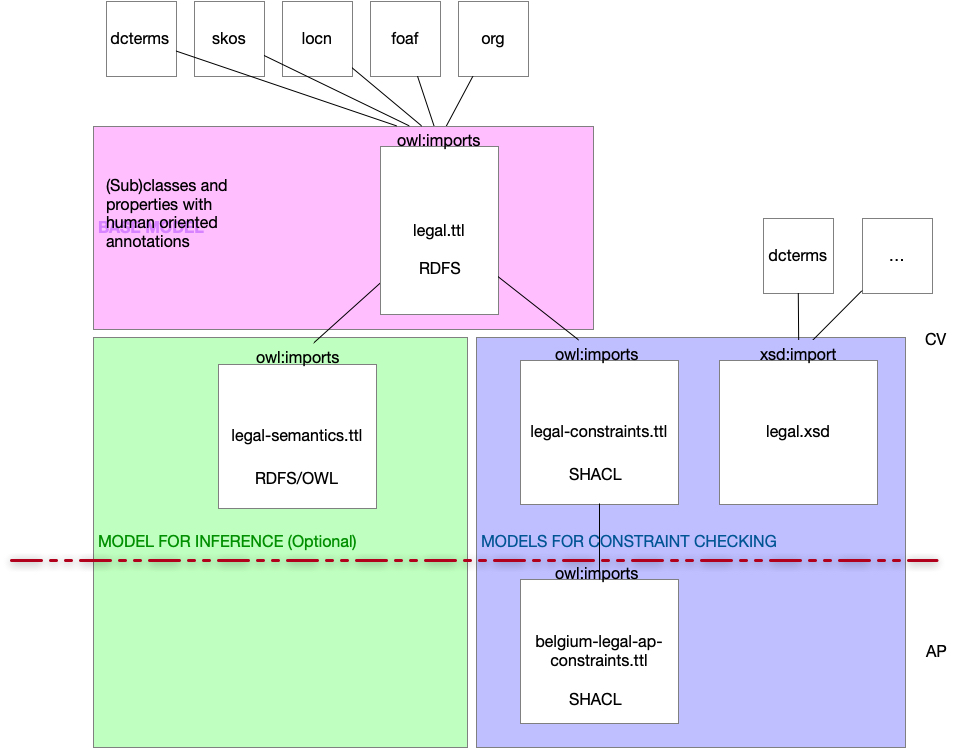 dcterms
skos
locn
foaf
org
owl:imports
(Sub)classes and
properties with
human oriented
annotations
BASE MODEL
legal.ttl
RDFS
dcterms
...
CV
owl:imports
legal-semantics.ttl
RDFS/OWL
MODEL FOR INFERENCE (Optional)
owl:imports
legal-constraints.ttl
SHACL
xsd:import
legal.xsd
MODELS FOR CONSTRAINT CHECKING
owl:imports
belgium-legal-ap-
constraints.ttl
SHACL
AP